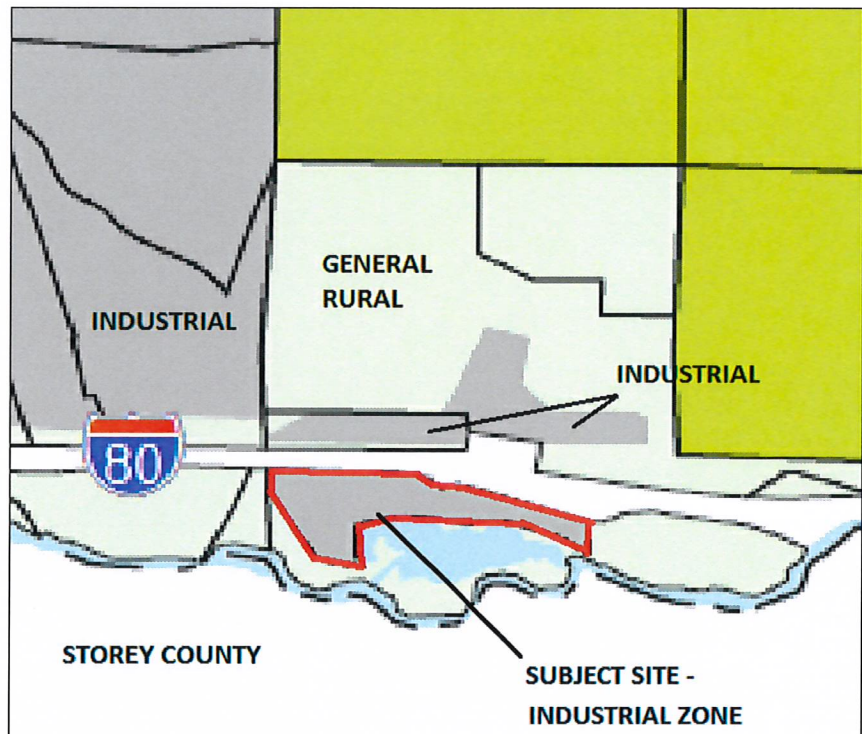 GENERAL
RURAL
INDUSTRIAL
INDUSTRIAL
80
STOREY COUNTY
SUBJECT SITE -
INDUSTRIAL ZONE